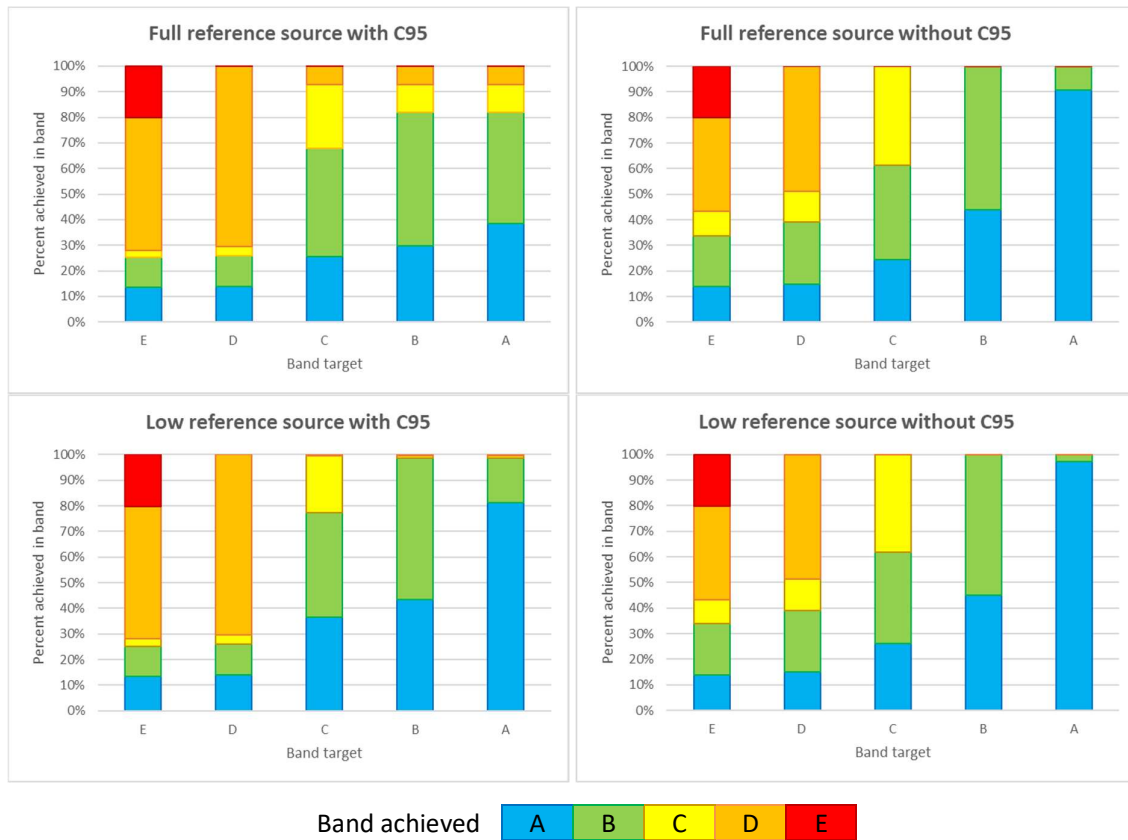 Full reference source with C95
100%
90%
80%
70%
60%
50%
40%
30%
20%
10%
0%
Percent achieved in band
E D C B A
Band target
Full reference source without C95
100%
90%
80%
70%
60%
50%
40%
30%
20%
10%
0%
Percent achieved in band
E D C B A
Band target
Low reference source with C95
100%
90%
80%
70%
60%
50%
40%
30%
20%
10%
0%
Percent achieved in band
E D C B A
Band target
Low reference source without C95
100%
90%
80%
70%
60%
50%
40%
30%
20%
10%
0%
Percent achieved in band
E D C B A
Band target
Band achieved A B C D E